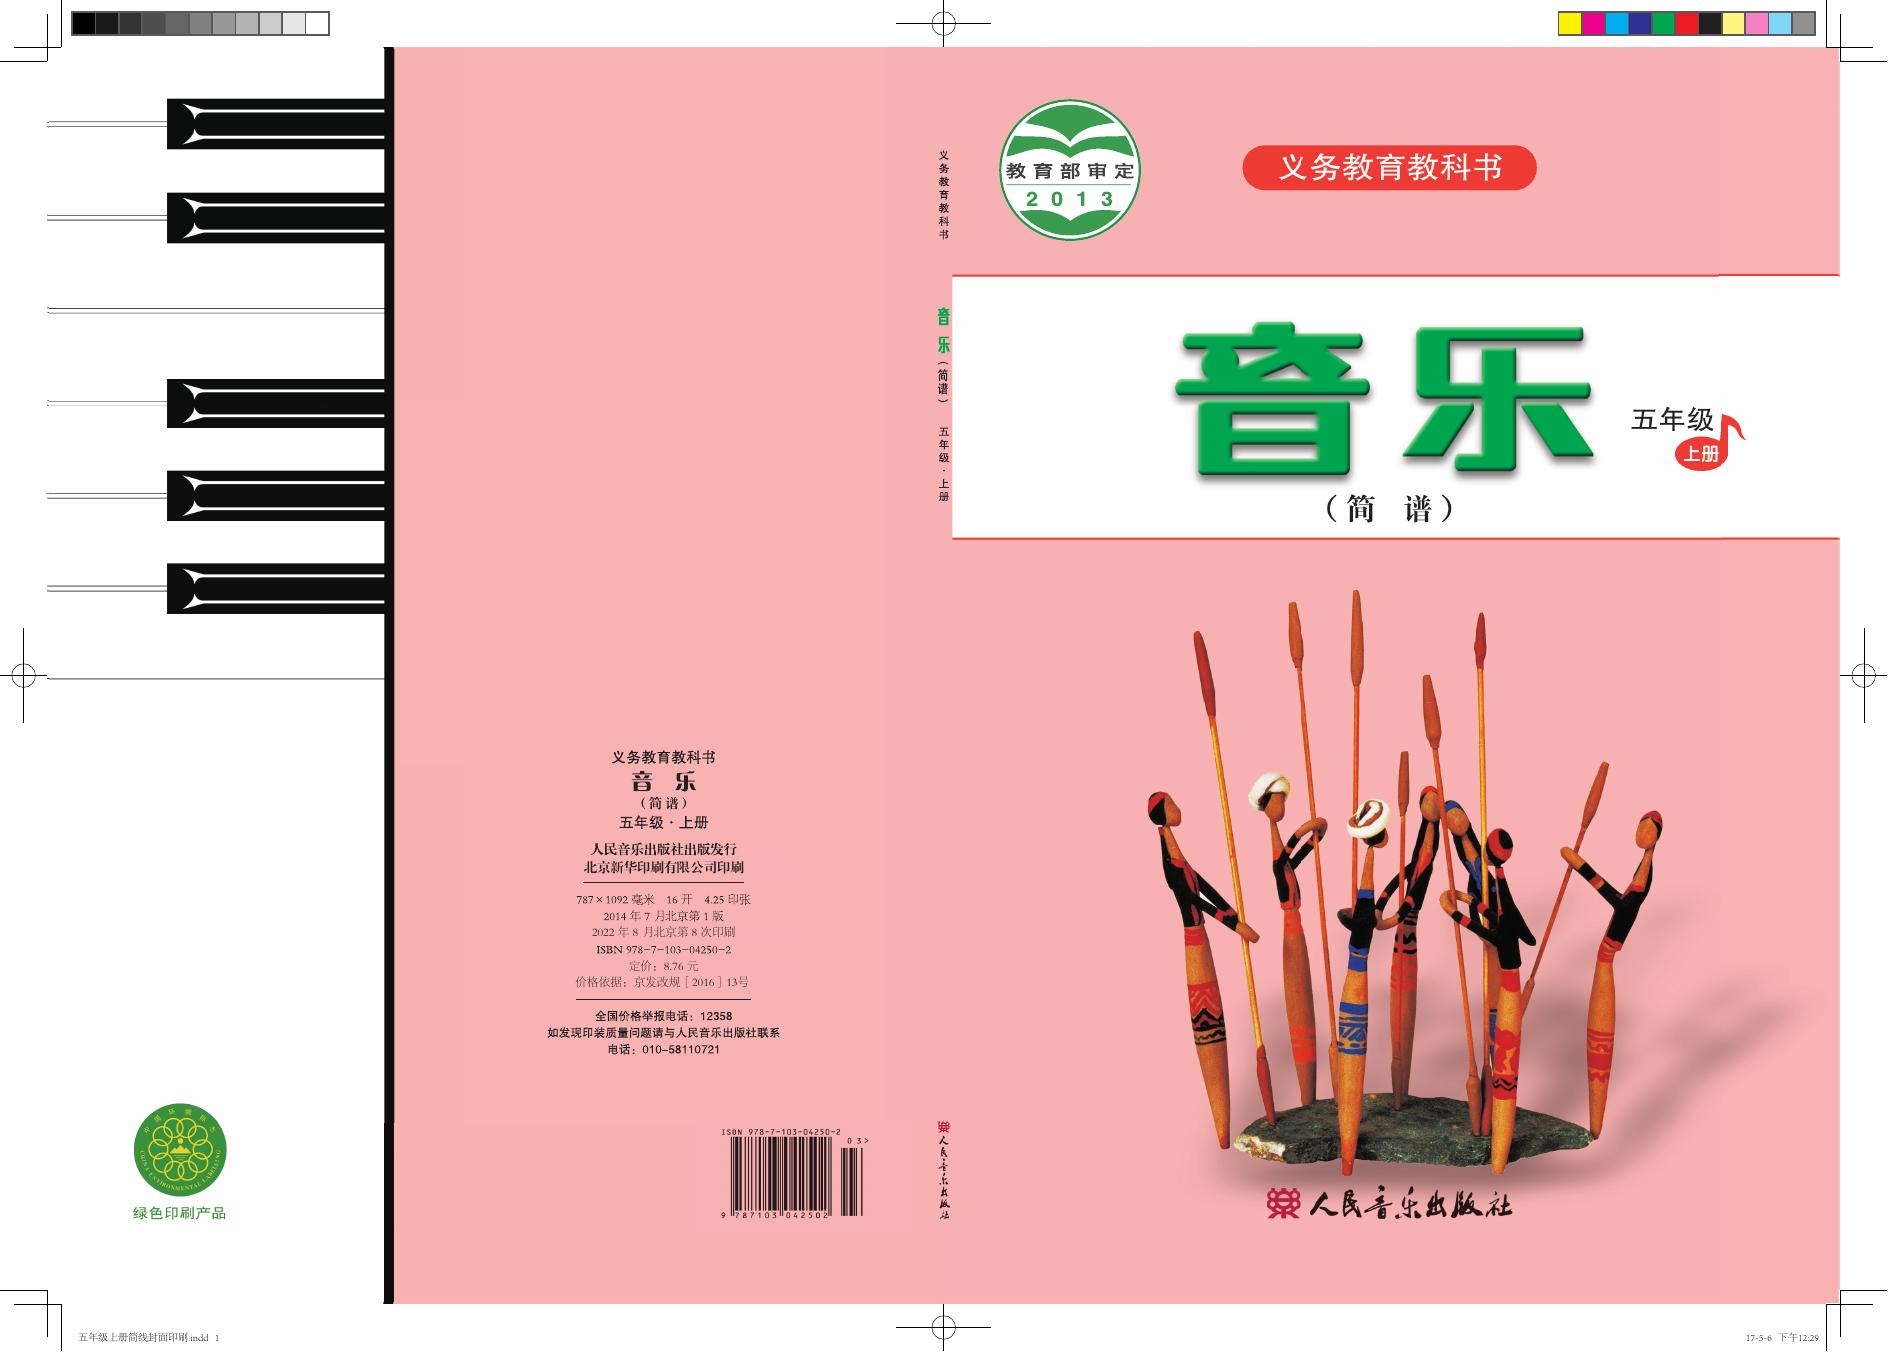 教育部审定
2013
义务教育教科书
音乐
五年级
上册
（简 谱）
人民音乐出版社
义务教育教科书
音乐（简谱） 五年级·上册
人民音乐出版社
义务教育教科书
音 乐
（简谱）
五年级·上册
人民音乐出版社出版发行
北京新华印刷有限公司印刷
787×1092 毫米 16 开 4.25 印张
2014 年 7 月北京第 1 版
2022 年 8 月北京第 8 次印刷
ISBN 978-7-103-04250-2
定价：8.76 元
价格依据：京发改规［2016］13号
全国价格举报电话：12358
如发现印装质量问题请与人民音乐出版社联系
电话：010-58110721
ISBN 978-7-103-04250-2
03>
9 787103 042502
中国环境标志
CHINA ENVIRONMENTAL LABELLING
绿色印刷产品
五年级上册简线封面印刷.indd 1
17-5-6 下午12:29